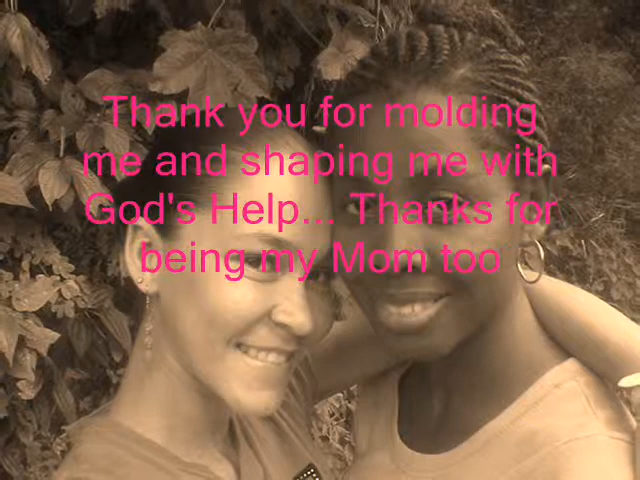 Thank you for molding
me and shaping me with
God's Help... Thanks for
being my Mom too